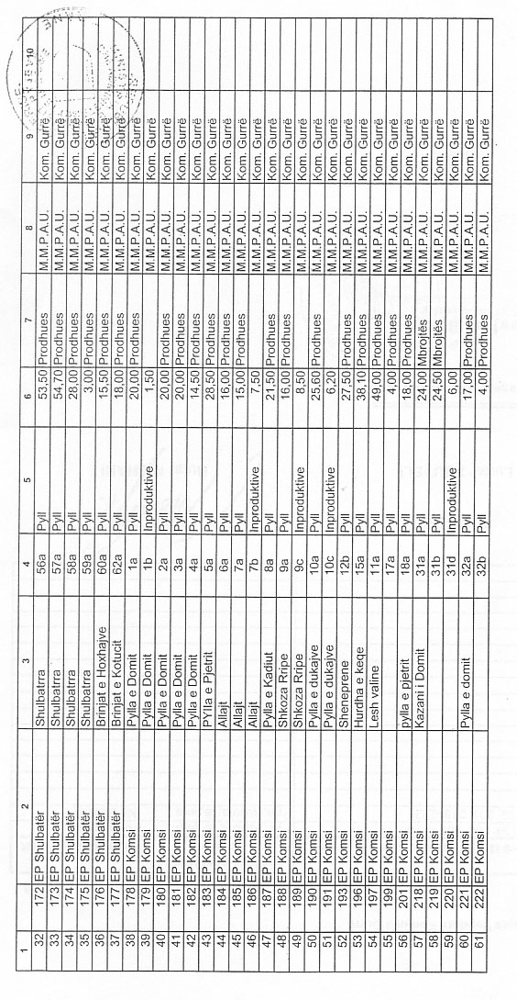 1 2 3 4 5 6 7 8 9 10
32 172 EP Shulbatër Shulbatrra 56a Pyll 53,50 Prodhues M.M.P.A.U. Kom. Gurrë
33 173 EP Shulbatër Shulbatrra 57a Pyll 54,70 Prodhues M.M.P.A.U. Kom. Gurrë
34 174 EP Shulbatër Shulbatrra 58a Pyll 28,00 Prodhues M.M.P.A.U. Kom. Gurrë
35 175 EP Shulbatër Shulbatrra 59a Pyll 3,00 Prodhues M.M.P.A.U. Kom. Gurrë
36 176 EP Shulbatër Brinjat e Hoxhajve 60a Pyll 15,50 Prodhues M.M.P.A.U. Kom. Gurrë
37 177 EP Shulbatër Brinjat e Kotucit 62a Pyll 18,00 Prodhues M.M.P.A.U. Kom. Gurrë
38 178 EP Komsi Pylla e Domit 1a Pyll 20,00 Prodhues M.M.P.A.U. Kom. Gurrë
39 179 EP Komsi Pylla e Domit 1b Inproduktive 1,50 M.M.P.A.U. Kom. Gurrë
40 180 EP Komsi Pylla e Domit 2a Pyll 20,00 Prodhues M.M.P.A.U. Kom. Gurrë
41 181 EP Komsi Pylla e Domit 3a Pyll 20,00 Prodhues M.M.P.A.U. Kom. Gurrë
42 182 EP Komsi Pylla e Domit 4a Pyll 14,50 Prodhues M.M.P.A.U. Kom. Gurrë
43 183 EP Komsi PYlla e Pjetrit 5a Pyll 28,50 Prodhues M.M.P.A.U. Kom. Gurrë
44 184 EP Komsi Allajt 6a Pyll 16,00 Prodhues M.M.P.A.U. Kom. Gurrë
45 185 EP Komsi Allajt 7a Pyll 15,00 Prodhues M.M.P.A.U. Kom. Gurrë
46 186 EP Komsi Allajt 7b Inproduktive 7,50 M.M.P.A.U. Kom. Gurrë
47 187 EP Komsi Pylla e Kadiut 8a Pyll 21,50 Prodhues M.M.P.A.U. Kom. Gurrë
48 188 EP Komsi Shkoza Rripe 9a Pyll 16,00 Prodhues M.M.P.A.U. Kom. Gurrë
49 189 EP Komsi Shkoza Rripe 9c Inproduktive 8,50 M.M.P.A.U. Kom. Gurrë
50 190 EP Komsi Pylla e dukajve 10a Pyll 25,60 Prodhues M.M.P.A.U. Kom. Gurrë
51 191 EP Komsi Pylla e dukajve 10c Inproduktive 6,20 M.M.P.A.U. Kom. Gurrë
52 193 EP Komsi Sheneprene 12b Pyll 27,50 Prodhues M.M.P.A.U. Kom. Gurrë
53 196 EP Komsi Hurdha e keqe 15a Pyll 38,10 Prodhues M.M.P.A.U. Kom. Gurrë
54 197 EP Komsi Lesh valine 11a Pyll 49,00 Prodhues M.M.P.A.U. Kom. Gurrë
55 199 EP Komsi 17a Pyll 4,00 Prodhues M.M.P.A.U. Kom. Gurrë
56 201 EP Komsi pylla e pjetrit 18a Pyll 18,00 Prodhues M.M.P.A.U. Kom. Gurrë
57 218 EP Komsi Kazani i Domit 31a Pyll 24,00 Mbrojtës M.M.P.A.U. Kom. Gurrë
58 219 EP Komsi 31b Pyll 24,50 Mbrojtës M.M.P.A.U. Kom. Gurrë
59 220 EP Komsi 31d Inproduktive 6,00 M.M.P.A.U. Kom. Gurrë
60 221 EP Komsi Pylla e domit 32a Pyll 17,00 Prodhues M.M.P.A.U. Kom. Gurrë
61 222 EP Komsi 32b Pyll 4,00 Prodhues M.M.P.A.U. Kom. Gurrë